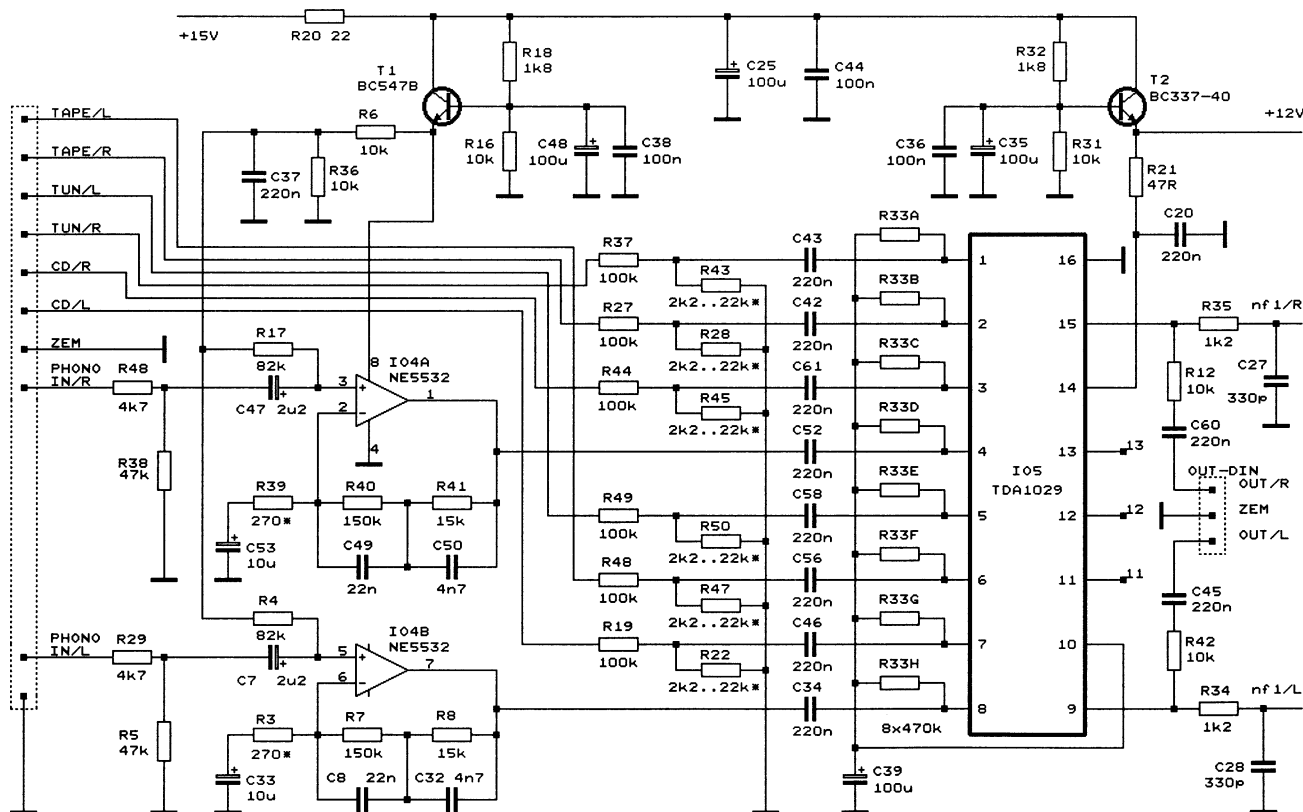 +15V
R20 22
R18
1k8
C25
100u
C44
100n
R32
1k8
T1
BC547B
T2
BC337-40
+12V
TAPE/L
R6
10k
R16
10k
C48
100u
C38
100n
C36
100n
C35
100u
R31
10k
TAPE/R
C37
220n
R36
10k
R21
47R
TUN/L
TUN/R
C20
220n
CD/R
CD/L
ZEM
R37
100k
R43
2k2..22k*
C43
220n
R33A
1
16
R27
100k
R28
2k2..22k*
C42
220n
R33B
2
15
R35
1k2
nf1/R
R17
82k
8
IO4A
NE5532
R44
100k
R45
2k2..22k*
C61
220n
R33C
3
14
R12
10k
C27
330p
PHONO
IN/R
R48
4k7
C47
+
2u2
3
+
2
-
1
4
C52
220n
R33D
4
13
13
C60
220n
R38
47k
R39
270*
R40
150k
R41
15k
IO5
TDA1029
OUT-DIN
OUT/R
ZEM
OUT/L
R49
100k
R50
2k2..22k*
C58
220n
R33E
5
12
12
C53
10u
C49
22n
C50
4n7
R48
100k
R47
2k2..22k*
C56
220n
R33F
6
11
11
C45
220n
R4
82k
IO4B
NE5532
R19
100k
R22
2k2..22k*
C46
220n
R33G
7
10
R42
10k
PHONO
IN/L
R29
4k7
C7
+
2u2
5
+
6
-
7
C34
220n
R33H
8
9
R34
1k2
nf1/L
8x470k
R5
47k
R3
270*
R7
150k
R8
15k
C33
10u
C8
22n
C32
4n7
C39
100u
C28
330p